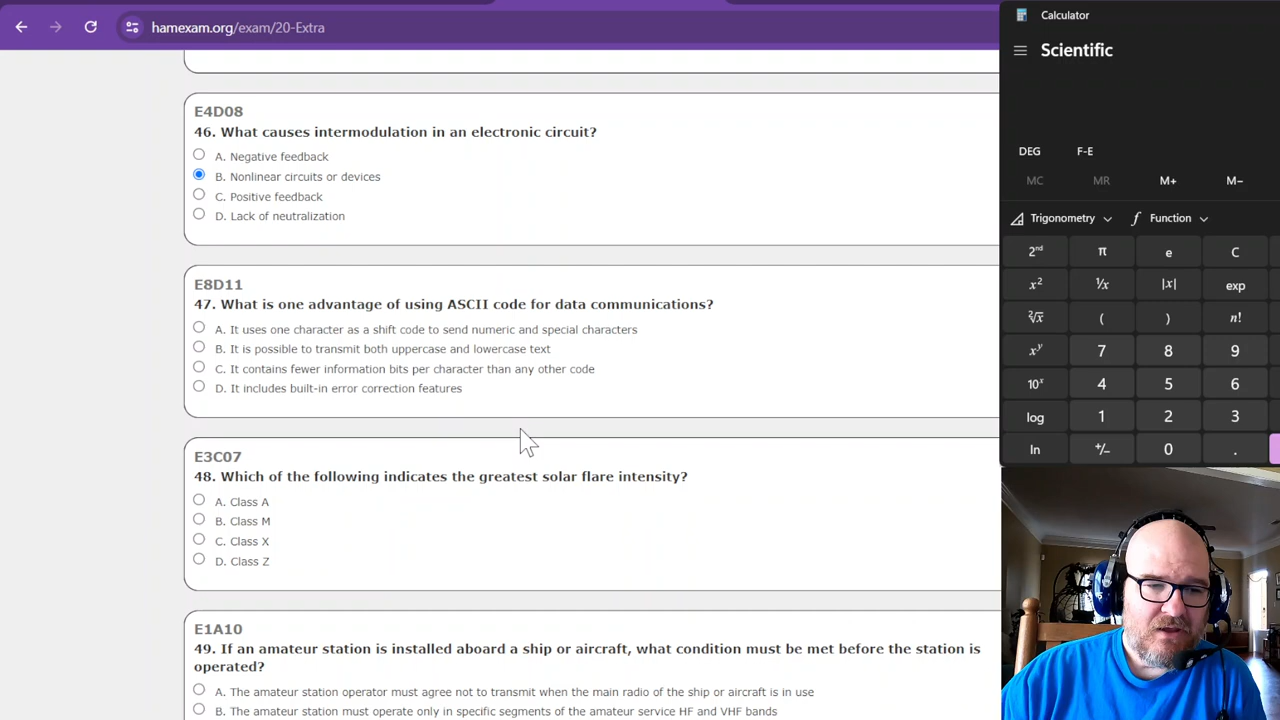 hamexam.org/exam/20-Extra
Calculator
Scientific
E4D08
46. What causes intermodulation in an electronic circuit?
A. Negative feedback
B. Nonlinear circuits or devices
C. Positive feedback
D. Lack of neutralization
DEG F-E
MC MR M+ M−
Trigonometry Function
2nd π e C
x² ¹/x |x| exp
²√x ( ) n!
xʸ 7 8 9
10ˣ 4 5 6
log 1 2 3
ln +/− 0 .
E8D11
47. What is one advantage of using ASCII code for data communications?
A. It uses one character as a shift code to send numeric and special characters
B. It is possible to transmit both uppercase and lowercase text
C. It contains fewer information bits per character than any other code
D. It includes built-in error correction features
E3C07
48. Which of the following indicates the greatest solar flare intensity?
A. Class A
B. Class M
C. Class X
D. Class Z
E1A10
49. If an amateur station is installed aboard a ship or aircraft, what condition must be met before the station is
operated?
A. The amateur station operator must agree not to transmit when the main radio of the ship or aircraft is in use
B. The amateur station must operate only in specific segments of the amateur service HF and VHF bands